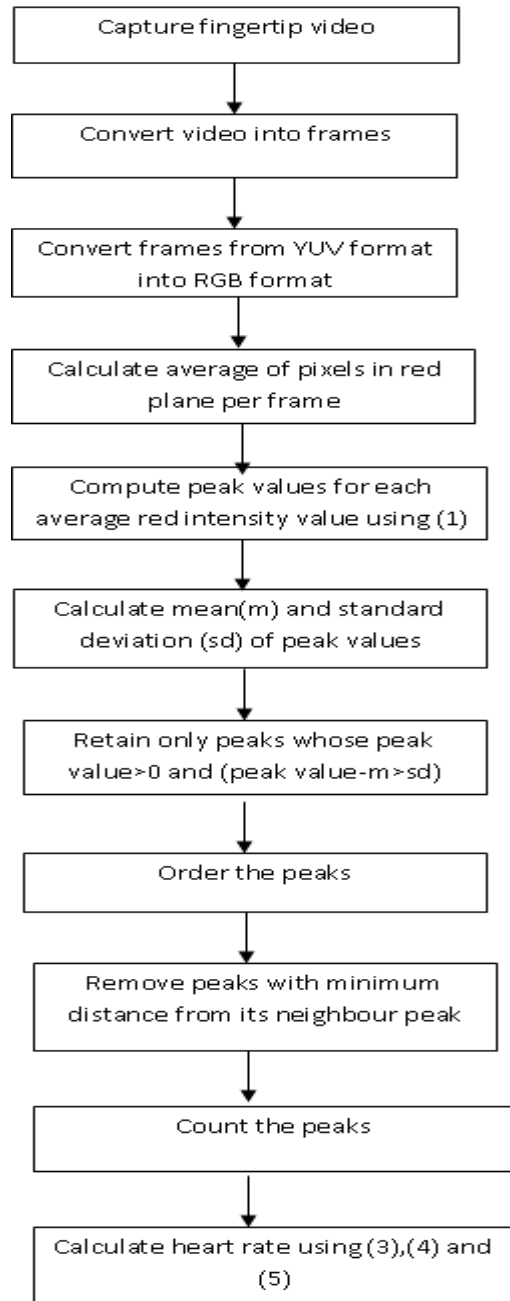 Capture fingertip video
Convert video into frames
Convert frames from YUV format
into RGB format
Calculate average of pixels in red
plane per frame
Compute peak values for each
average red intensity value using (1)
Calculate mean(m) and standard
deviation (sd) of peak values
Retain only peaks whose peak
value>0 and (peak value-m>sd)
Order the peaks
Remove peaks with minimum
distance from its neighbour peak
Count the peaks
Calculate heart rate using (3),(4) and
(5)